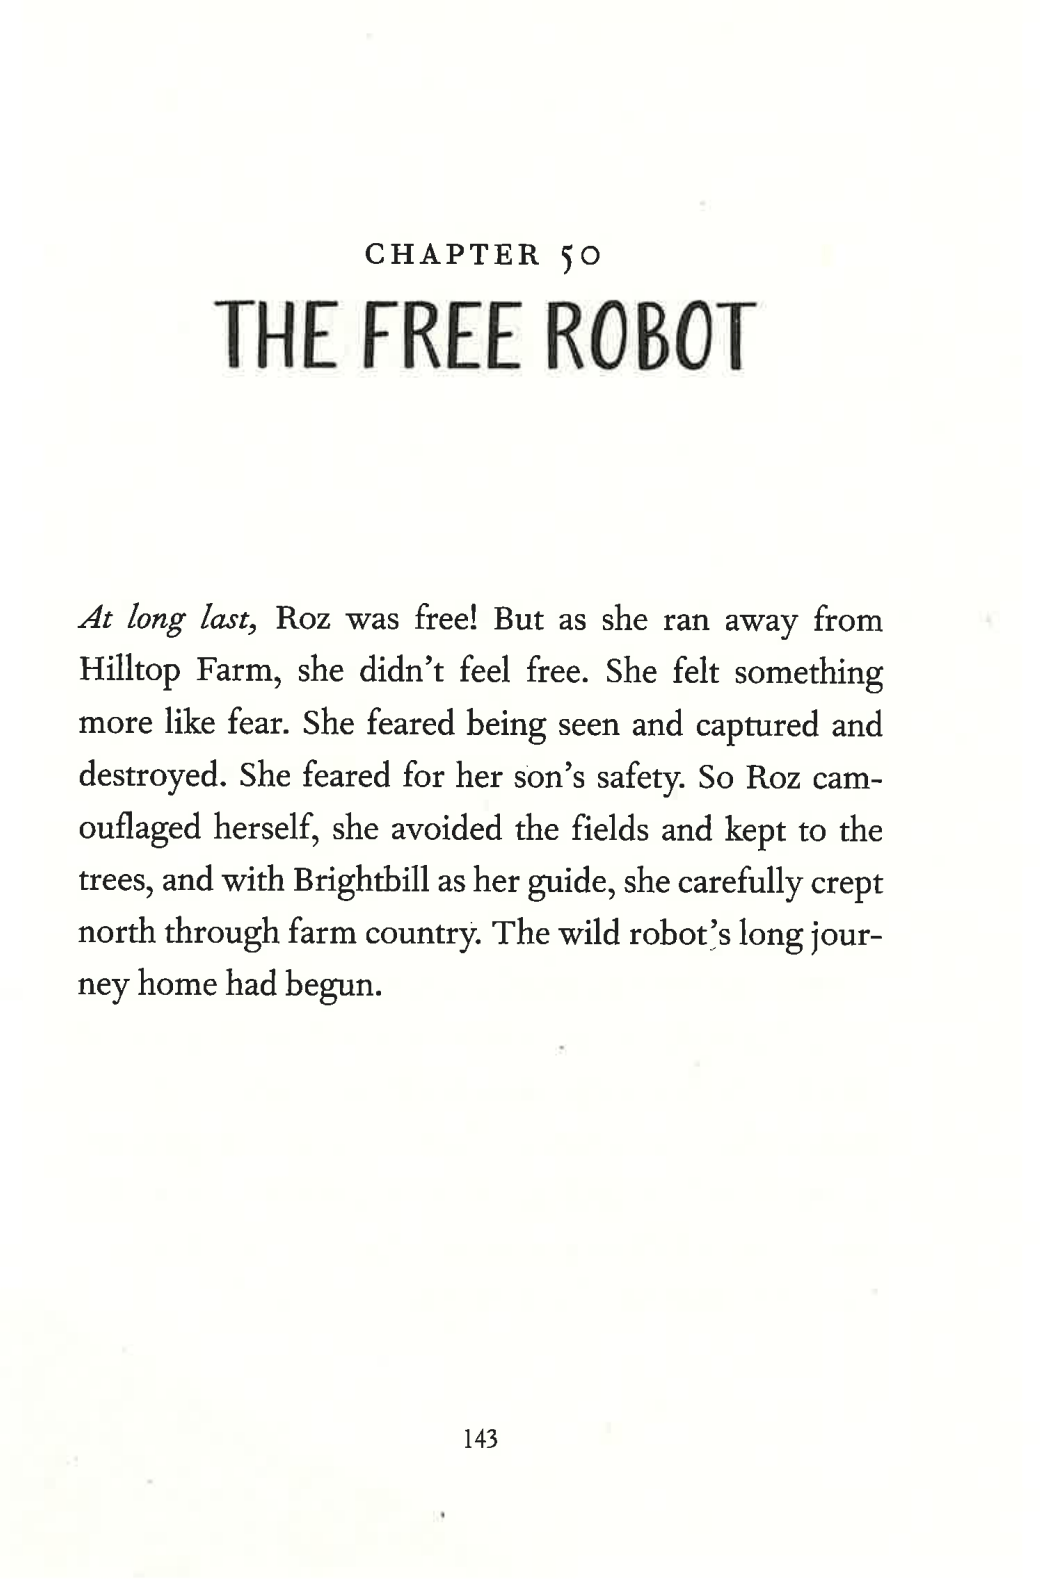 CHAPTER 50
THE FREE ROBOT
At long last, Roz was free! But as she ran away from
Hilltop Farm, she didn’t feel free. She felt something
more like fear. She feared being seen and captured and
destroyed. She feared for her son’s safety. So Roz cam-
ouflaged herself, she avoided the fields and kept to the
trees, and with Brightbill as her guide, she carefully crept
north through farm country. The wild robot’s long jour-
ney home had begun.
143